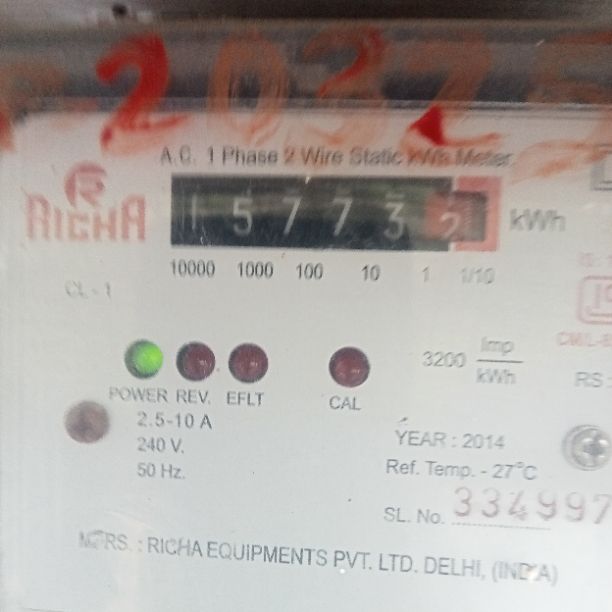 2032
A.C. 1 Phase 2 Wire Static kWh Meter
R
RICHA
1 5 7 7 3 2 kWh
10000 1000 100 10 1 1/10
CL - 1
3200 Imp
kWh
POWER REV. EFLT CAL
RS :
2.5-10 A
240 V.
50 Hz.
YEAR : 2014
Ref. Temp. - 27°C
SL. No. 334997
MFRS. : RICHA EQUIPMENTS PVT. LTD. DELHI, (INDIA)